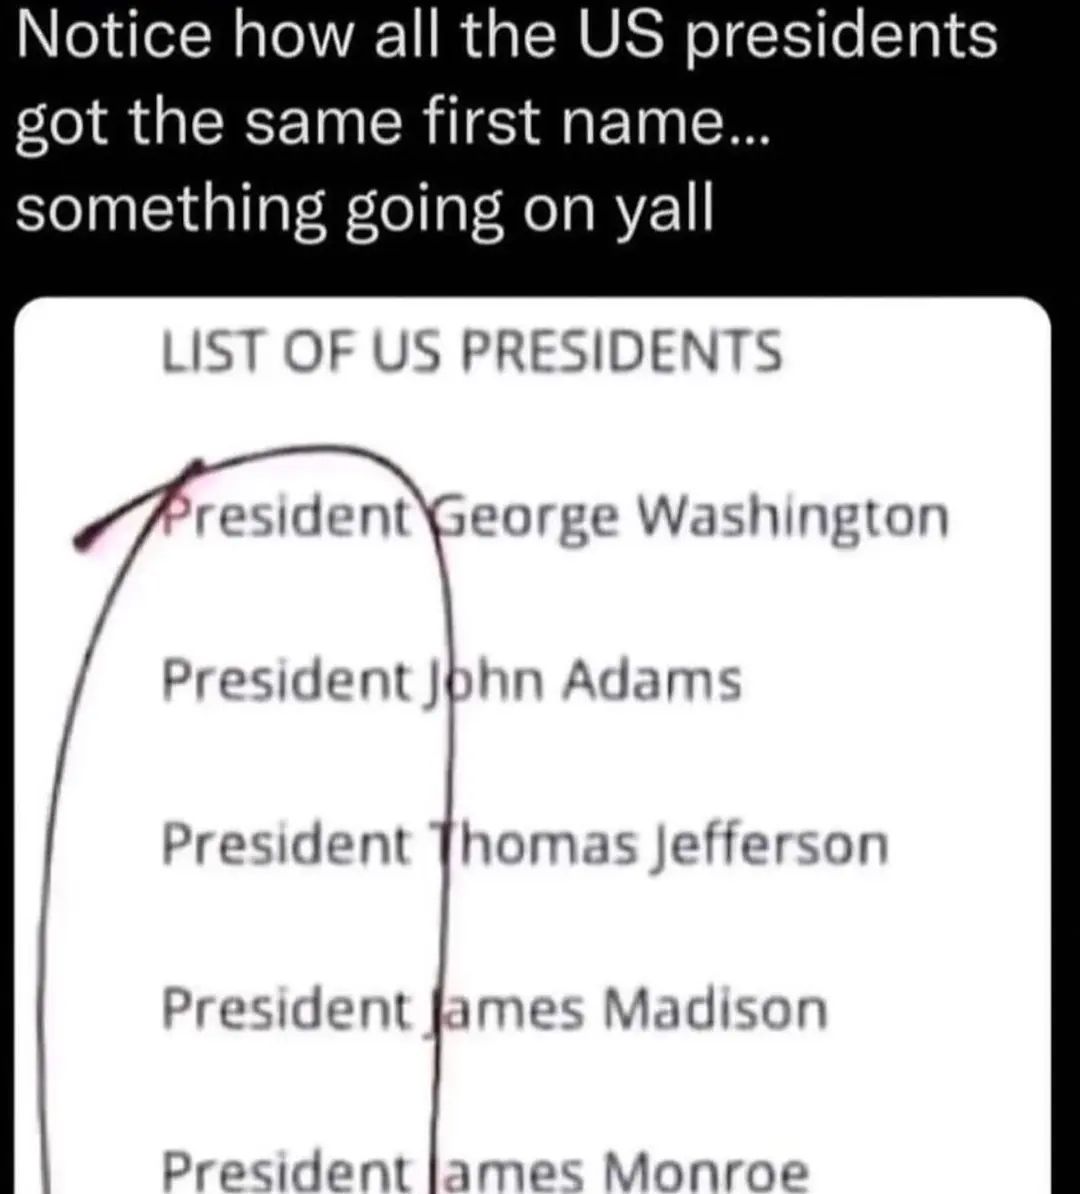 Notice how all the US presidents
got the same first name...
something going on yall
LIST OF US PRESIDENTS
President George Washington
President John Adams
President Thomas Jefferson
President James Madison
President James Monroe